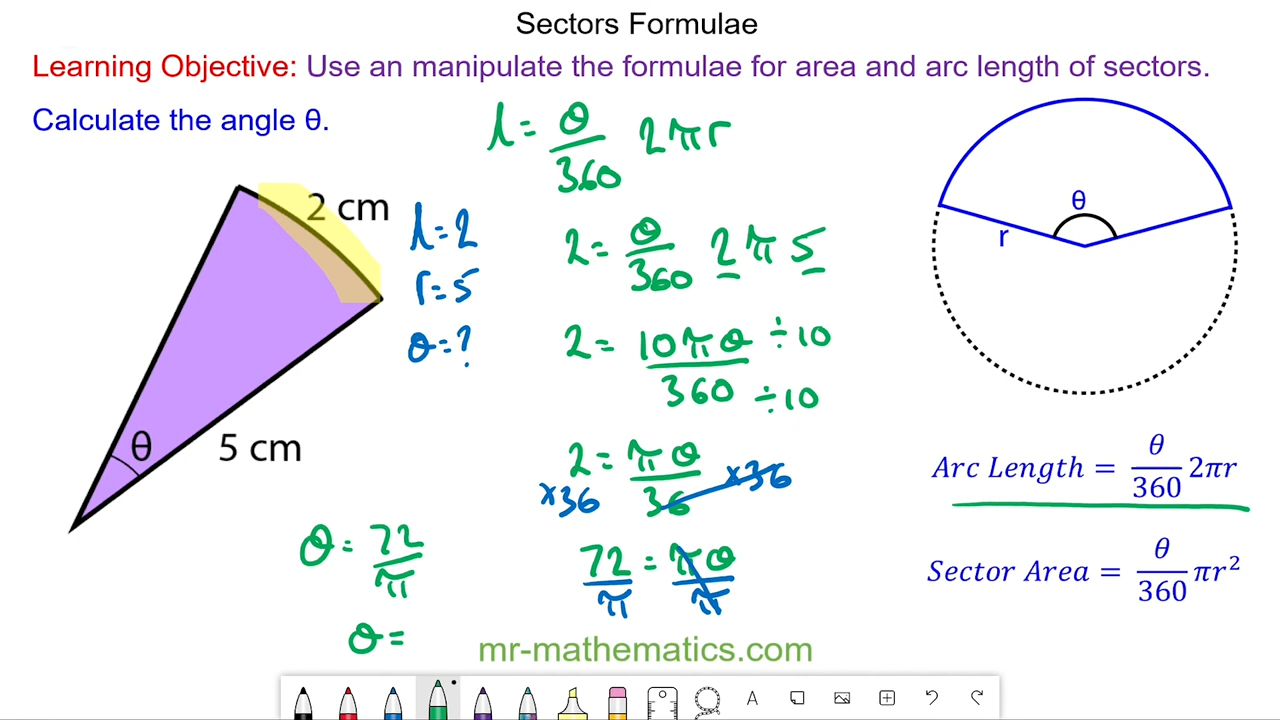 Sectors Formulae
Learning Objective: Use an manipulate the formulae for area and arc length of sectors.
Calculate the angle θ.
2 cm
5 cm
θ
l = 2
r = 5
θ = ?
l = θ/360 2πr
2 = θ/360 2 π 5
2 = 10πθ/360 ÷10 ÷10
2 = πθ/36
×36 ×36
72/π = πθ/π
θ = 72/π
θ =
θ
r
Arc Length = θ/360 2πr
Sector Area = θ/360 πr²
mr-mathematics.com
A